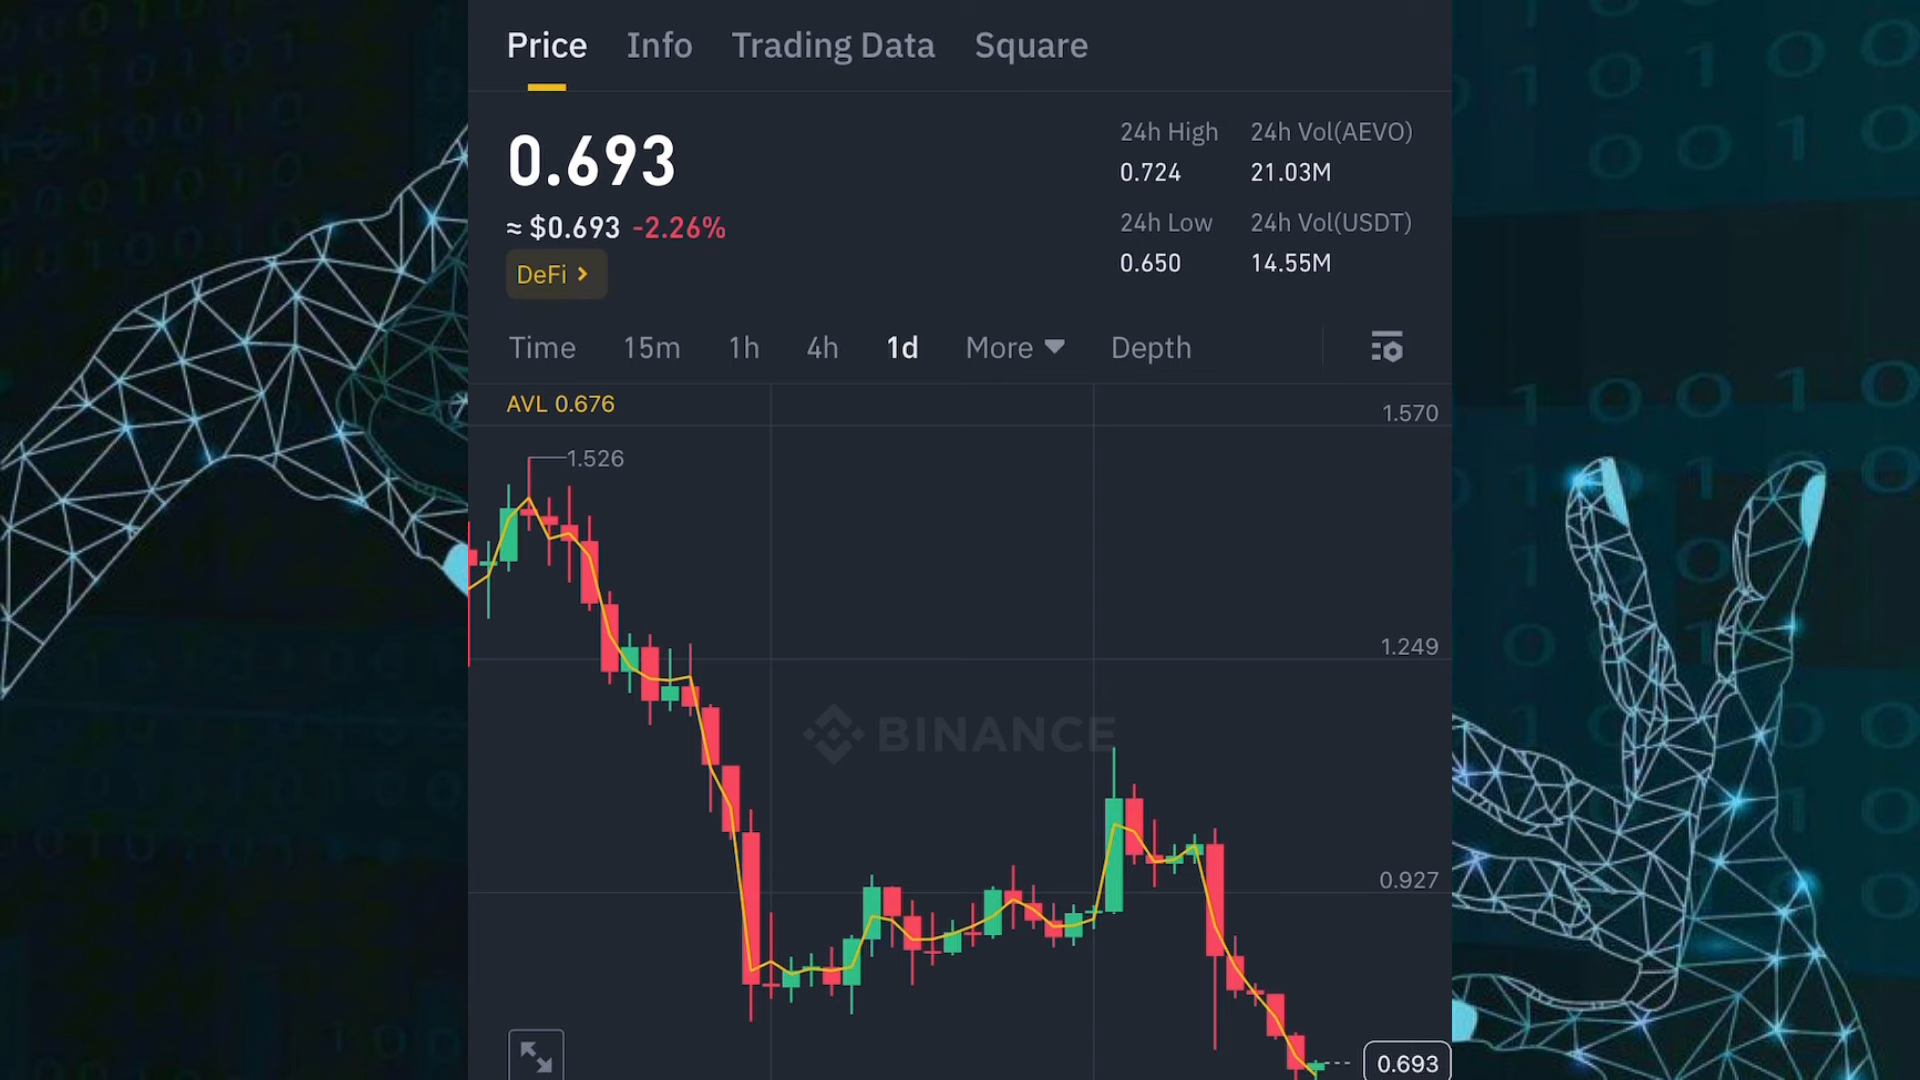 Price Info Trading Data Square
0.693
≈ $0.693 -2.26%
DeFi >
24h High 24h Vol(AEVO)
0.724 21.03M
24h Low 24h Vol(USDT)
0.650 14.55M
Time 15m 1h 4h 1d More Depth
AVL 0.676
1.570
1.526
1.249
BINANCE
0.927
0.693